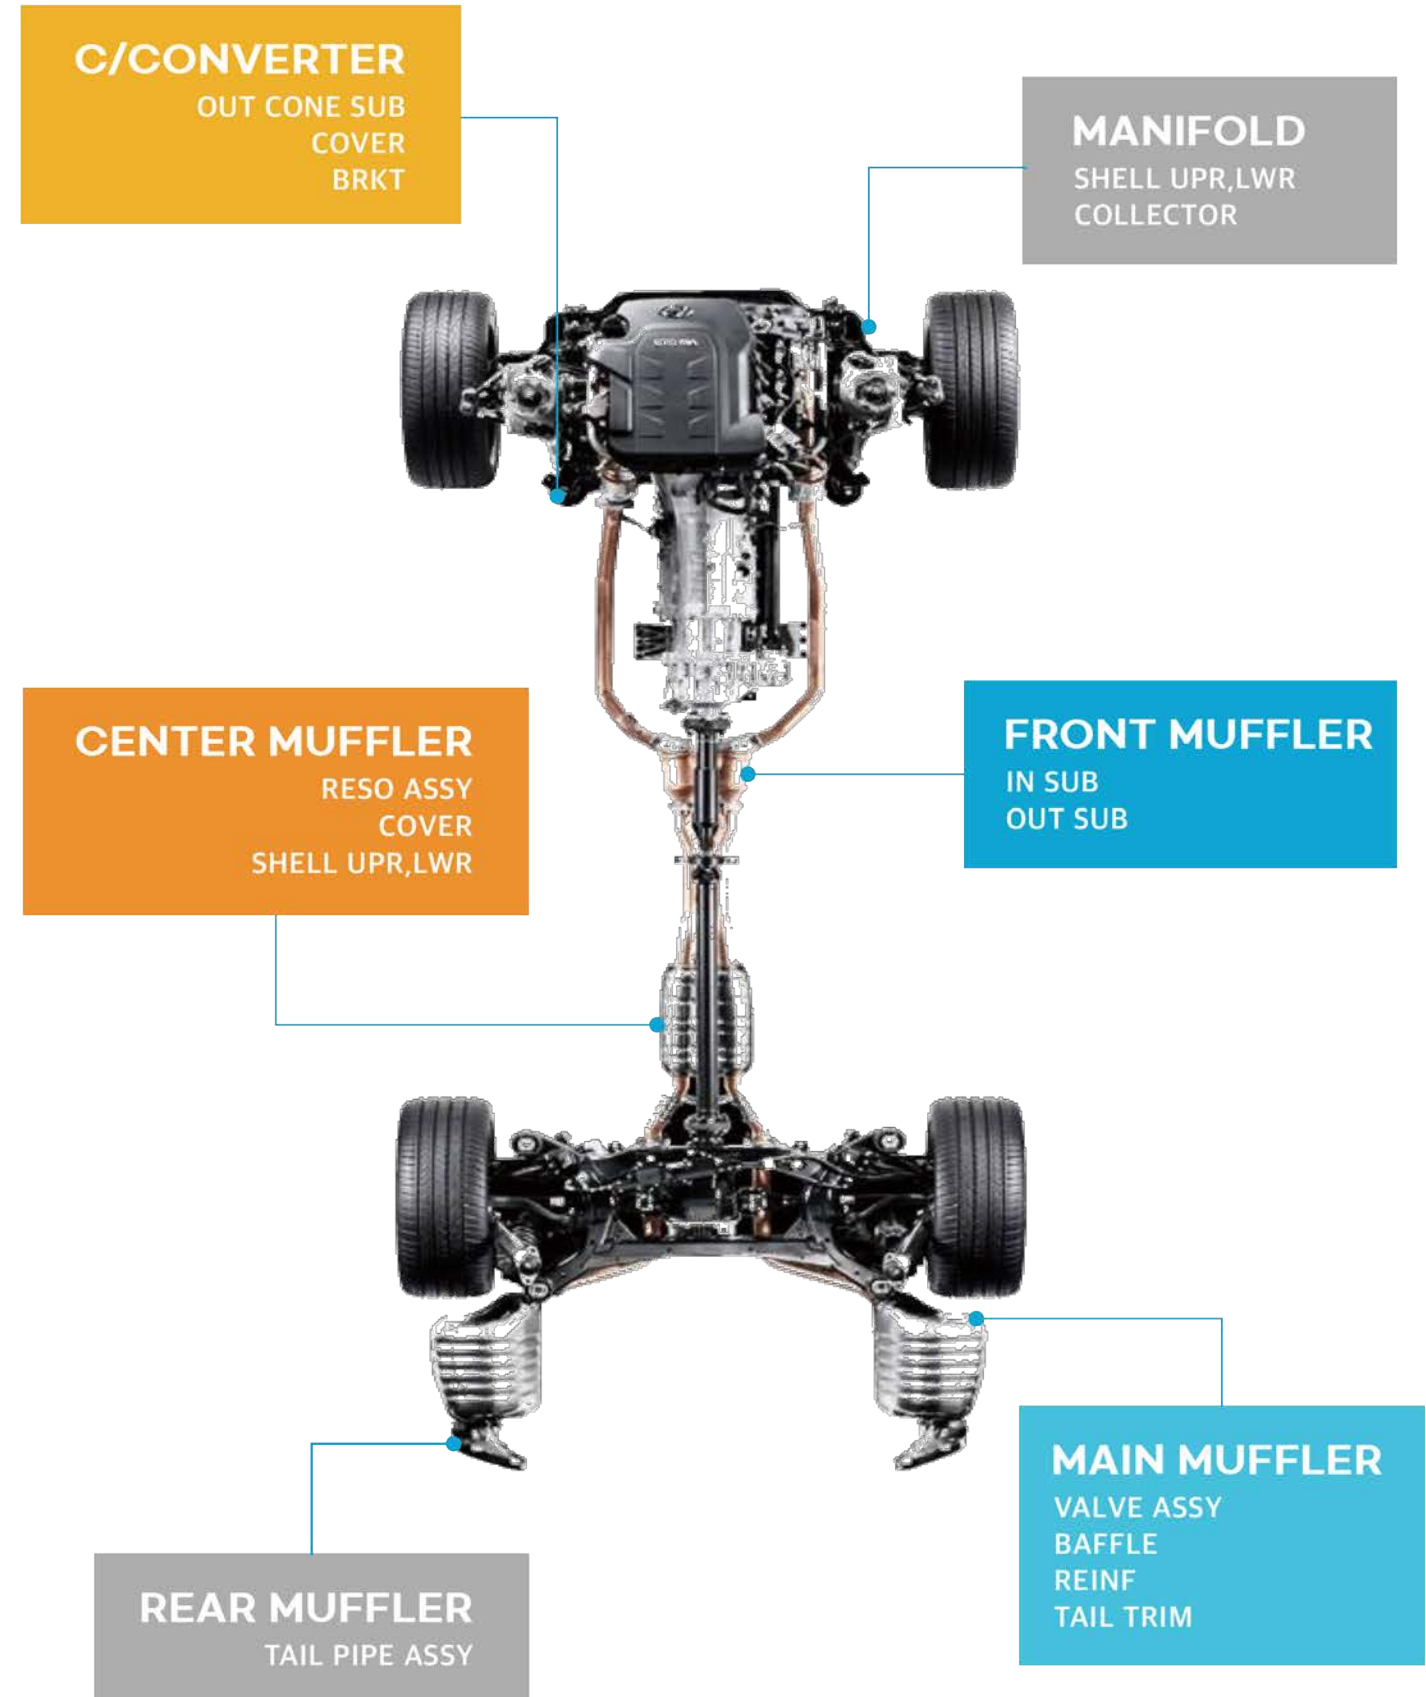 C/CONVERTER
OUT CONE SUB
COVER
BRKT
MANIFOLD
SHELL UPR,LWR
COLLECTOR
CENTER MUFFLER
RESO ASSY
COVER
SHELL UPR,LWR
FRONT MUFFLER
IN SUB
OUT SUB
MAIN MUFFLER
VALVE ASSY
BAFFLE
REINF
TAIL TRIM
REAR MUFFLER
TAIL PIPE ASSY